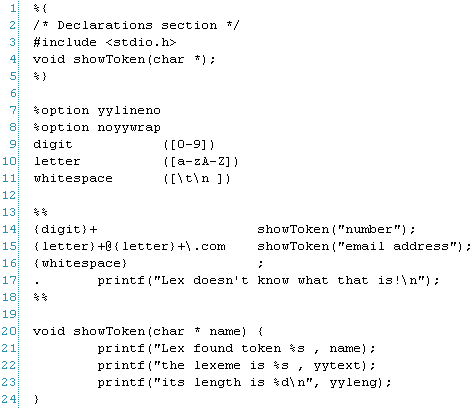 1 %{
2 /* Declarations section */
3 #include <stdio.h>
4 void showToken(char *);
5 %}
6
7 %option yylineno
8 %option noyywrap
9 digit ([0-9])
10 letter ([a-zA-Z])
11 whitespace ([\t\n ])
12
13 %%
14 {digit}+ showToken("number");
15 {letter}+@{letter}+\.com showToken("email address");
16 {whitespace} ;
17 . printf("Lex doesn't know what that is!\n");
18 %%
19
20 void showToken(char * name) {
21 printf("Lex found token %s , name);
22 printf("the lexeme is %s , yytext);
23 printf("its length is %d\n", yyleng);
24 }